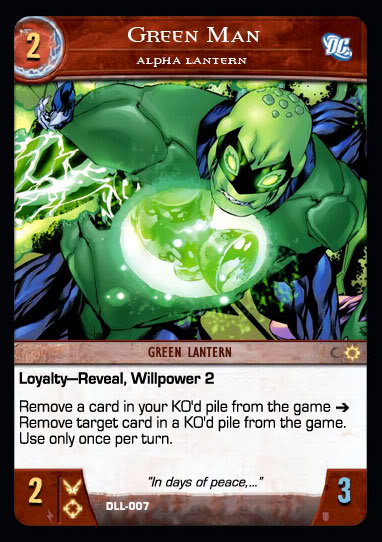 2
Green Man
Alpha Lantern
DC
GREEN LANTERN
C
Loyalty—Reveal, Willpower 2
Remove a card in your KO'd pile from the game ➔
Remove target card in a KO'd pile from the game.
Use only once per turn.
"In days of peace,..."
2
DLL-007
3